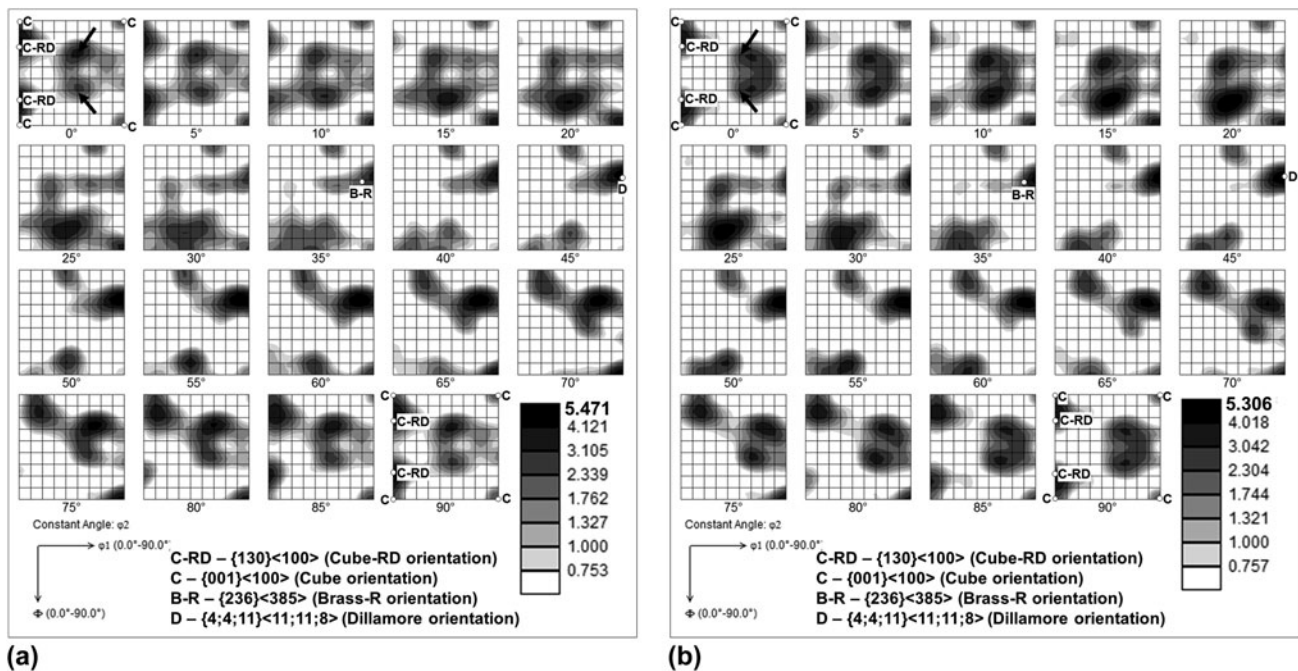 (a)
C C
C-RD
C-RD
C C
0° 5° 10° 15° 20°
B-R D
25° 30° 35° 40° 45°
50° 55° 60° 65° 70°
C C
C-RD
C-RD
C C
75° 80° 85° 90°
5.471
4.121
3.105
2.339
1.762
1.327
1.000
0.753
Constant Angle: φ2
φ1 (0.0°-90.0°)
Φ (0.0°-90.0°)
C-RD – {130}<100> (Cube-RD orientation)
C – {001}<100> (Cube orientation)
B-R – {236}<385> (Brass-R orientation)
D – {4;4;11}<11;11;8> (Dillamore orientation)
(b)
C C
C-RD
C-RD
C C
0° 5° 10° 15° 20°
D
B-R
25° 30° 35° 40° 45°
50° 55° 60° 65° 70°
C C
C-RD
C-RD
C C
75° 80° 85° 90°
5.306
4.018
3.042
2.304
1.744
1.321
1.000
0.757
Constant Angle: φ2
φ1 (0.0°-90.0°)
Φ (0.0°-90.0°)
C-RD – {130}<100> (Cube-RD orientation)
C – {001}<100> (Cube orientation)
B-R – {236}<385> (Brass-R orientation)
D – {4;4;11}<11;11;8> (Dillamore orientation)